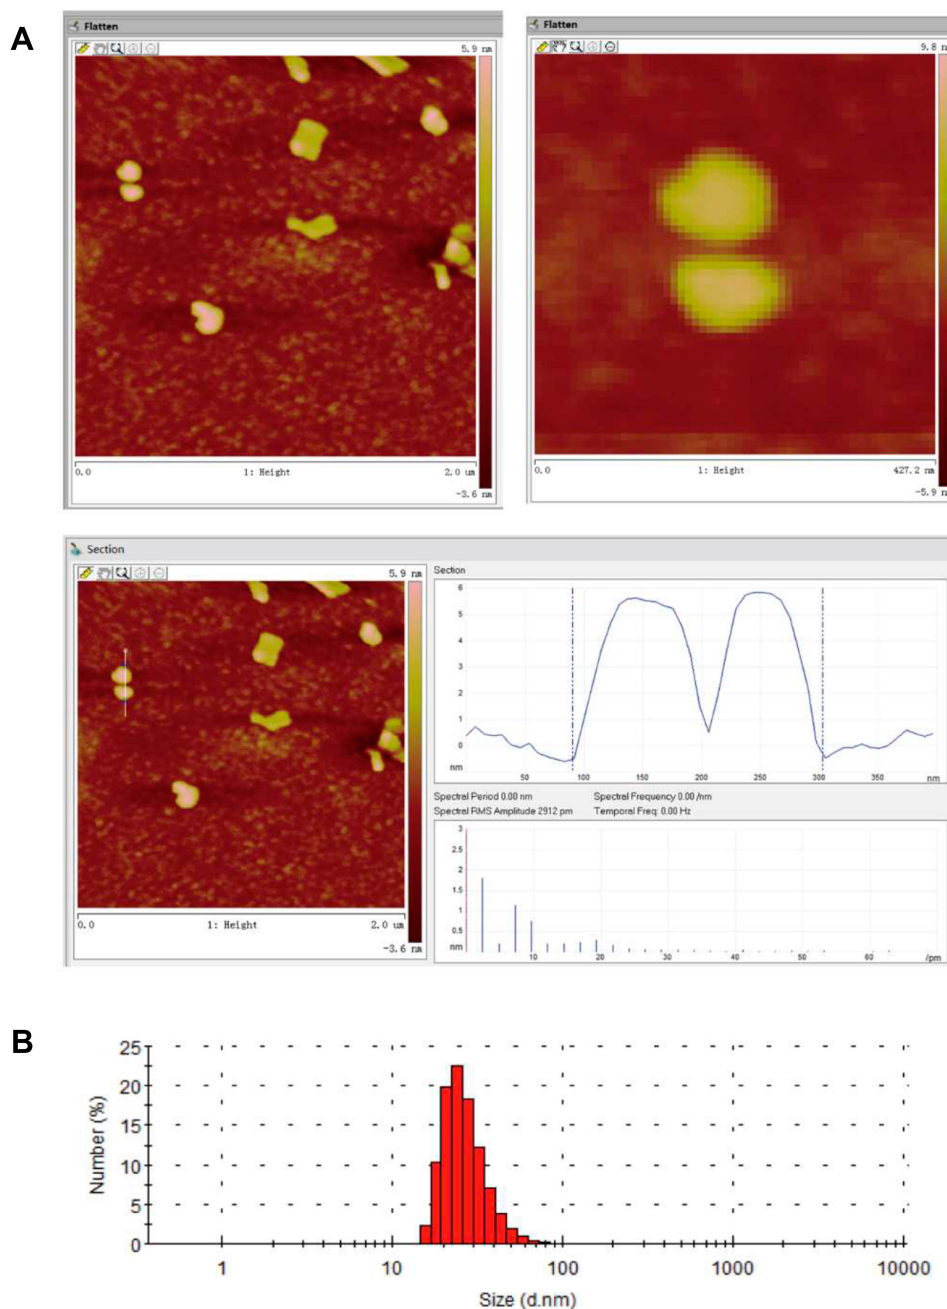 A
Flatten
5.9 nm
0.0 1: Height 2.0 um
-3.6 nm
Flatten
9.8 n
0.0 1: Height 427.2 nm
-5.9 n
Section
5.9 nm
0.0 1: Height 2.0 um
-3.6 nm
Section
6
5
4
3
2
1
0
nm 50 100 150 200 250 300 350 nm
Spectral Period 0.00 nm Spectral Frequency 0.00 /nm
Spectral RMS Amplitude 2912 pm Temporal Freq: 0.00 Hz
3
2.5
2
1.5
1
0.5
nm 10 20 30 40 50 60 /pm
B
Number (%)
25
20
15
10
5
0
1 10 100 1000 10000
Size (d.nm)